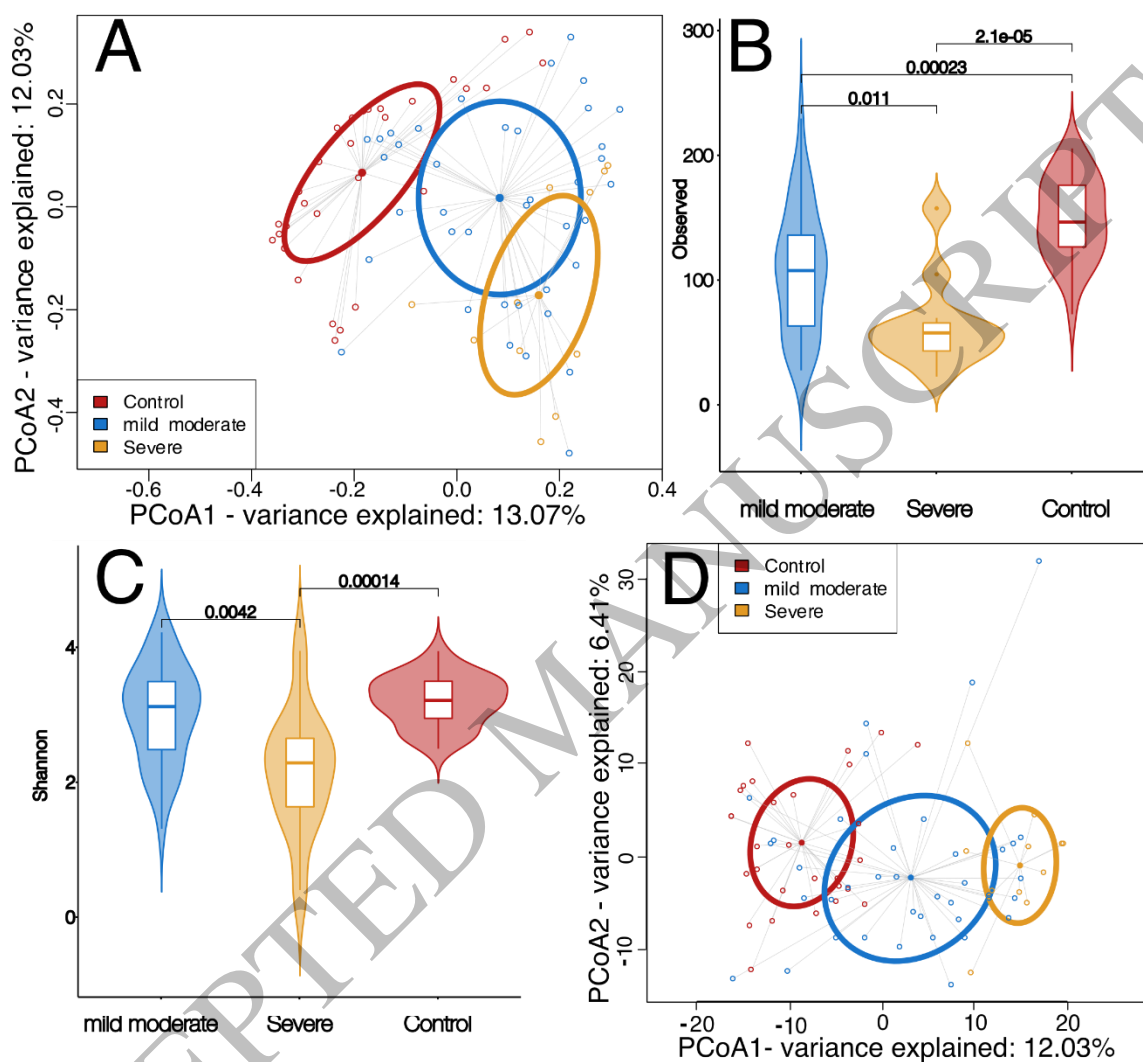 A
PCoA2 - variance explained: 12.03%
0.2
0.0
-0.2
-0.4
Control
mild moderate
Severe
-0.6
-0.4
-0.2
0.0
0.2
0.4
PCoA1 - variance explained: 13.07%
B
Observed
300
200
100
0
2.1e-05
0.00023
0.011
mild moderate
Severe
Control
C
Shannon
4
2
0
0.00014
0.0042
mild moderate
Severe
Control
D
PCoA2 - variance explained: 6.41%
30
20
10
0
-10
Control
mild moderate
Severe
-20
-10
0
10
20
PCoA1- variance explained: 12.03%
EPTED MANUSCRIPT